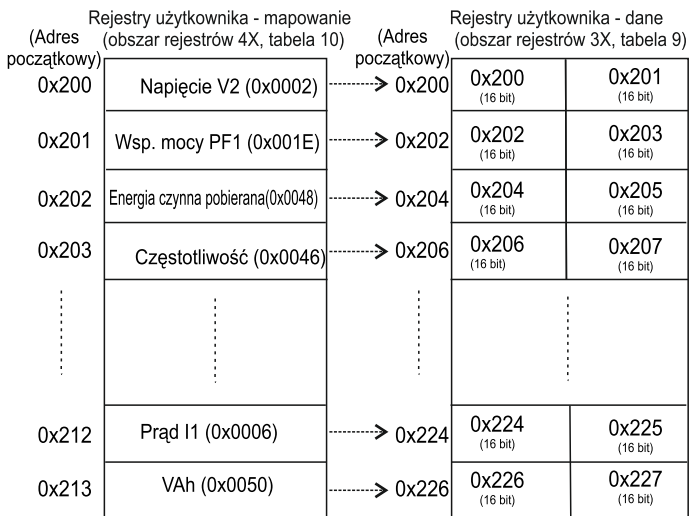 Rejestry użytkownika - mapowanie
(obszar rejestrów 4X, tabela 10)
Rejestry użytkownika - dane
(obszar rejestrów 3X, tabela 9)
(Adres
początkowy)
(Adres
początkowy)
0x200 Napięcie V2 (0x0002) 0x200 0x200 (16 bit) 0x201 (16 bit)
0x201 Wsp. mocy PF1 (0x001E) 0x202 0x202 (16 bit) 0x203 (16 bit)
0x202 Energia czynna pobierana(0x0048) 0x204 0x204 (16 bit) 0x205 (16 bit)
0x203 Częstotliwość (0x0046) 0x206 0x206 (16 bit) 0x207 (16 bit)
0x212 Prąd I1 (0x0006) 0x224 0x224 (16 bit) 0x225 (16 bit)
0x213 VAh (0x0050) 0x226 0x226 (16 bit) 0x227 (16 bit)